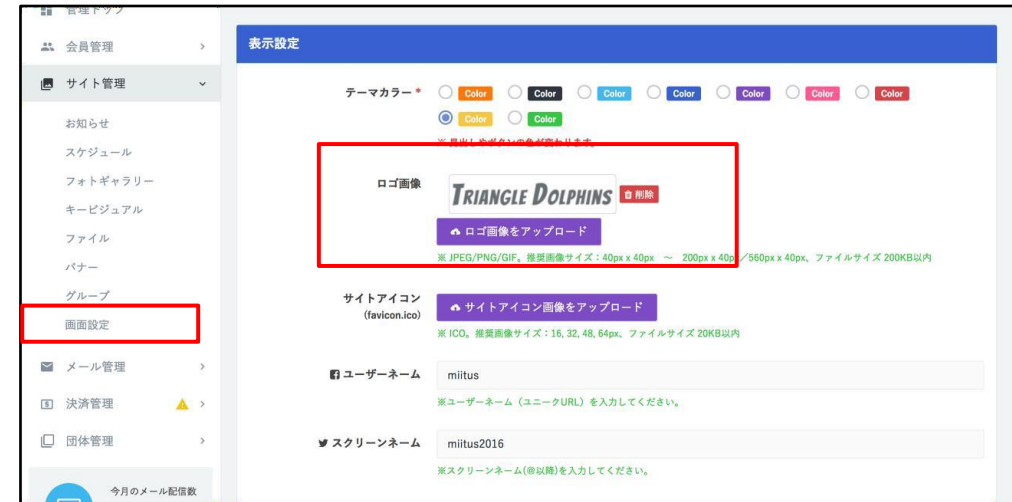 管理トップ
会員管理
サイト管理
お知らせ
スケジュール
フォトギャラリー
キービジュアル
ファイル
バナー
グループ
画面設定
メール管理
決済管理
団体管理
今月のメール配信数
表示設定
テーマカラー *
Color Color Color Color Color Color Color
Color Color
※ 見出しやボタンの色が変わります。
ロゴ画像
TRIANGLE DOLPHINS 削除
ロゴ画像をアップロード
※ JPEG/PNG/GIF。推奨画像サイズ：40px x 40px ～ 200px x 40px／560px x 40px、ファイルサイズ 200KB以内
サイトアイコン
(favicon.ico)
サイトアイコン画像をアップロード
※ ICO。推奨画像サイズ：16, 32, 48, 64px、ファイルサイズ 20KB以内
ユーザーネーム
miitus
※ユーザーネーム（ユニークURL）を入力してください。
スクリーンネーム
miitus2016
※スクリーンネーム(@以降)を入力してください。